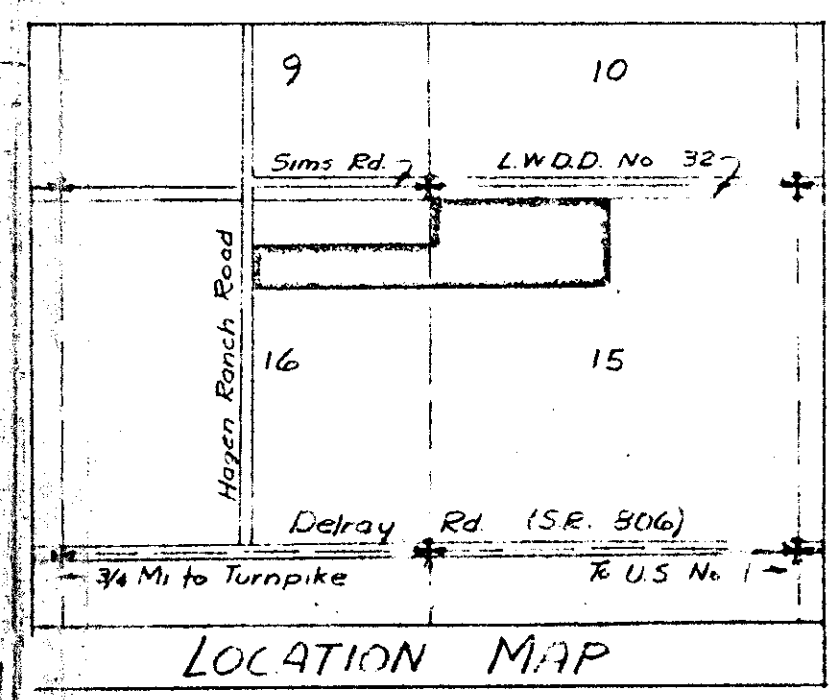 9
10
Sims Rd.
L.W.D.D. No 32
Hagen Ranch Road
16
15
Delray Rd. (S.R. 806)
3/4 Mi to Turnpike
To U.S No 1
LOCATION MAP